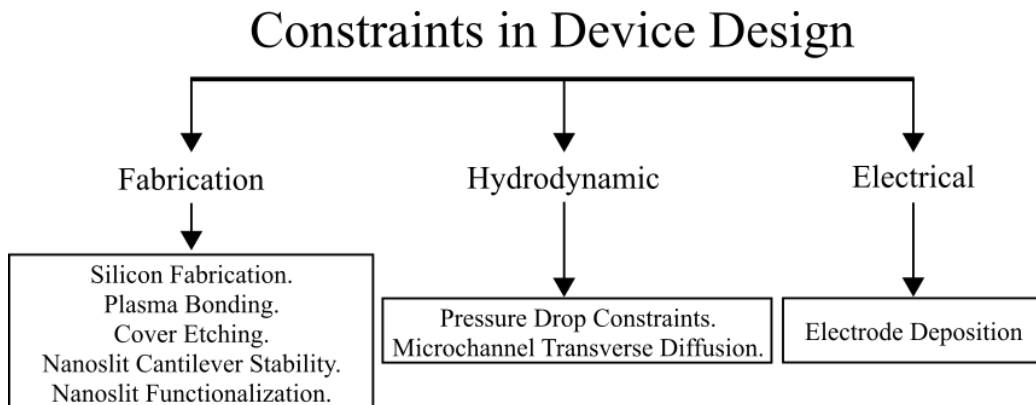 Constraints in Device Design
Fabrication
Hydrodynamic
Electrical
Silicon Fabrication.
Plasma Bonding.
Cover Etching.
Nanoslit Cantilever Stability.
Nanoslit Functionalization.
Pressure Drop Constraints.
Microchannel Transverse Diffusion.
Electrode Deposition